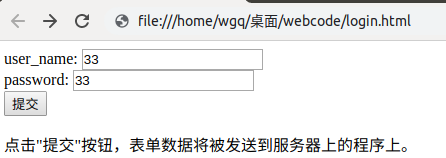 file:///home/wgq/桌面/webcode/login.html
user_name: 33
password: 33
提交
点击"提交"按钮，表单数据将被发送到服务器上的程序上。